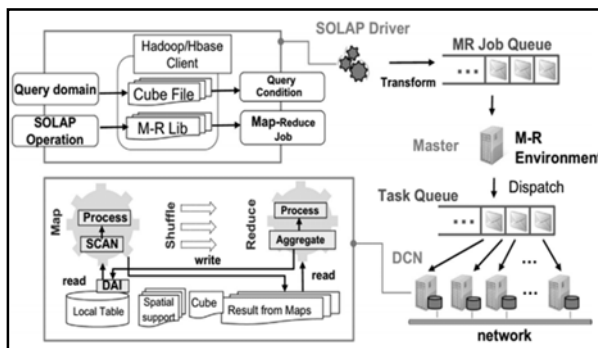 SOLAP Driver
Hadoop/Hbase
Client
MR Job Queue
Query domain
Cube File
Query
Condition
Transform
SOLAP
Operation
M-R Lib
Map-Reduce
Job
Master
M-R
Environment
Task Queue
Dispatch
Map
Process
SCAN
Shuffle
Reduce
Process
Aggregate
write
read
read
DAI
Local Table
Spatial
support
Cube
Result from Maps
DCN
network